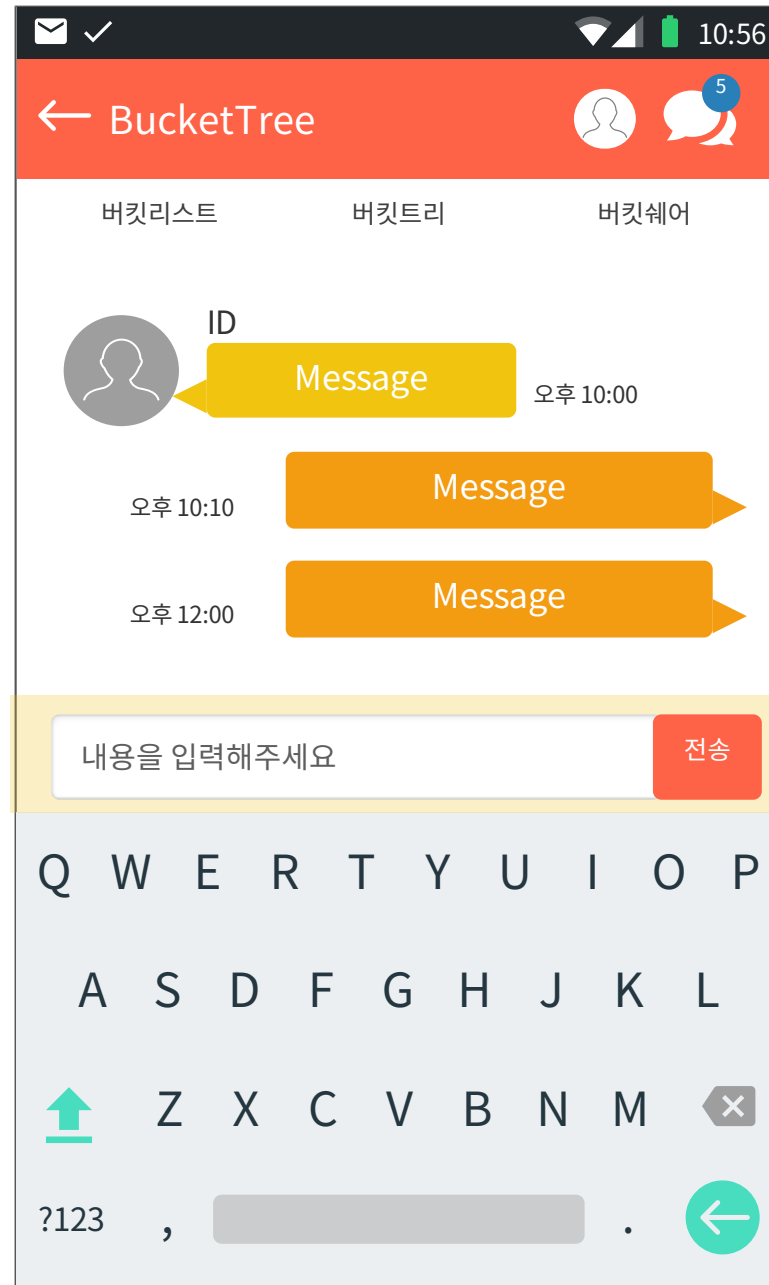 10:56
BucketTree
5
버킷리스트 버킷트리 버킷쉐어
ID
Message
오후 10:00
Message
오후 10:10
Message
오후 12:00
내용을 입력해주세요 전송
Q W E R T Y U I O P
A S D F G H J K L
Z X C V B N M
?123 , .